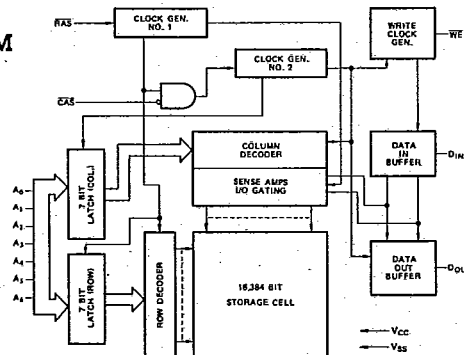 M
RAS
CLOCK GEN.
NO. 1
WRITE
CLOCK
GEN.
WE
CLOCK GEN.
NO. 2
CAS
COLUMN
DECODER
DATA
IN
BUFFER
DIN
7 BIT
LATCH (COL.)
SENSE AMPS
I/O GATING
A0
A1
A2
A3
A4
A5
A6
7 BIT
LATCH (ROW)
ROW DECODER
16,384 BIT
STORAGE CELL
DATA
OUT
BUFFER
DOU
VCC
VSS